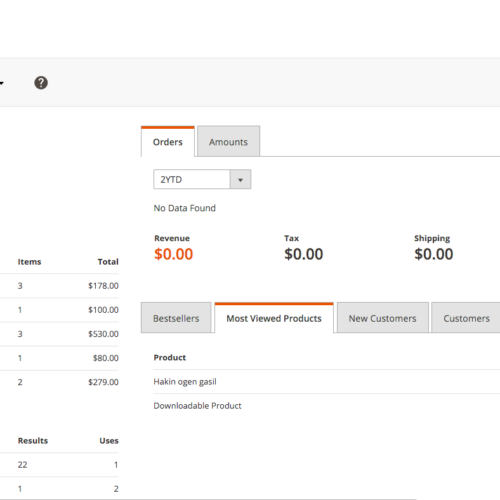 ?
Orders Amounts
2YTD
No Data Found
Revenue Tax Shipping
$0.00 $0.00 $0.00
Items Total
3 $178.00
1 $100.00
3 $530.00
1 $80.00
2 $279.00
Bestsellers Most Viewed Products New Customers Customers
Product
Hakin ogen gasil
Downloadable Product
Results Uses
22 1
1 2